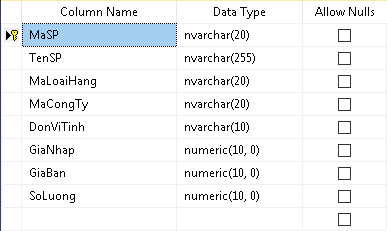 Column Name Data Type Allow Nulls
MaSP nvarchar(20)
TenSP nvarchar(255)
MaLoaiHang nvarchar(20)
MaCongTy nvarchar(20)
DonViTinh nvarchar(10)
GiaNhap numeric(10, 0)
GiaBan numeric(10, 0)
SoLuong numeric(10, 0)